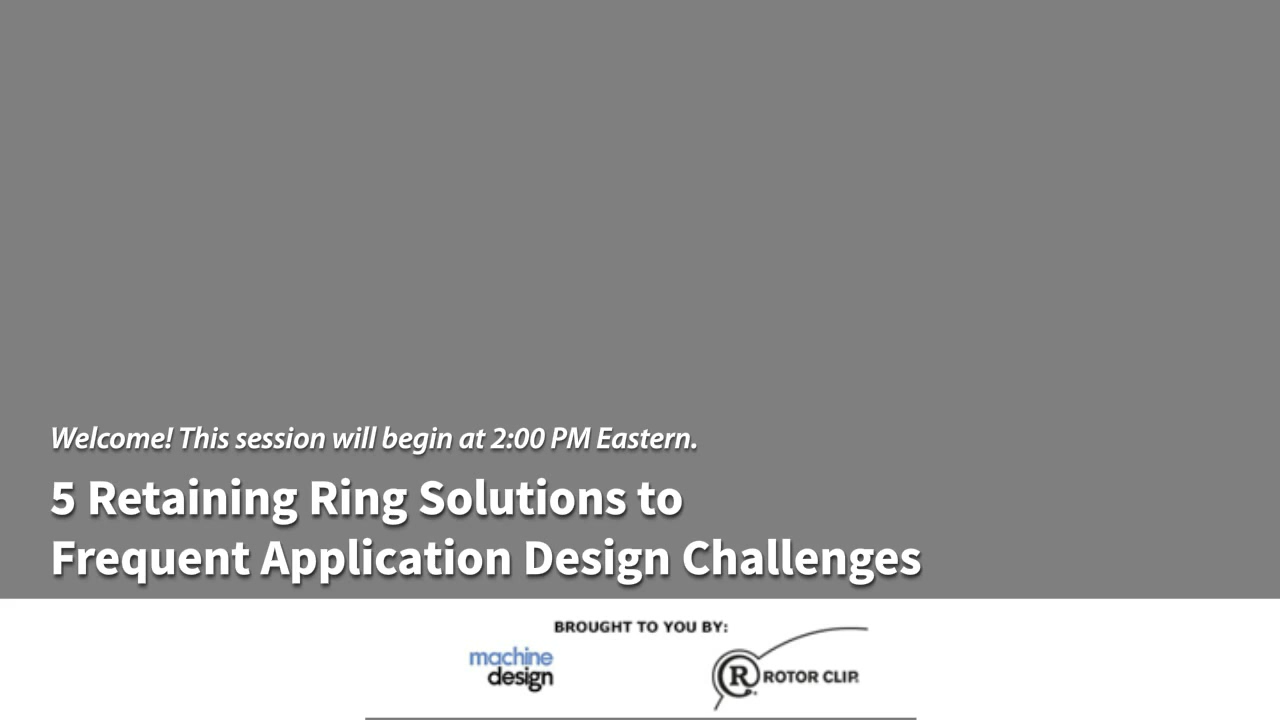 Welcome! This session will begin at 2:00 PM Eastern.
5 Retaining Ring Solutions to
Frequent Application Design Challenges
BROUGHT TO YOU BY:
machine
design
R
ROTOR CLIP